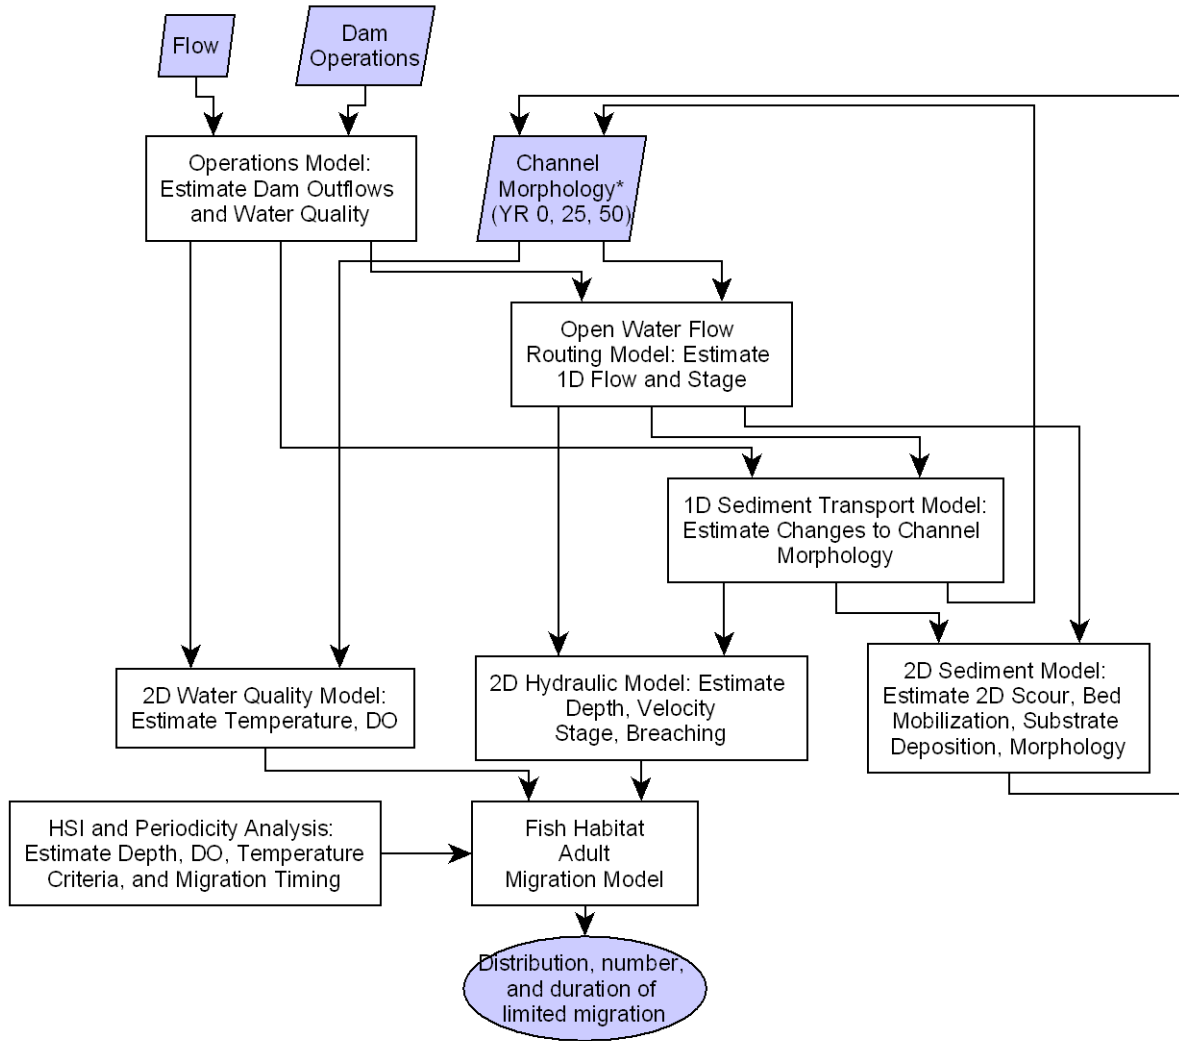 Flow
Dam
Operations
Operations Model:
Estimate Dam Outflows
and Water Quality
Channel
Morphology*
(YR 0, 25, 50)
Open Water Flow
Routing Model: Estimate
1D Flow and Stage
1D Sediment Transport Model:
Estimate Changes to Channel
Morphology
2D Water Quality Model:
Estimate Temperature, DO
2D Hydraulic Model: Estimate
Depth, Velocity
Stage, Breaching
2D Sediment Model:
Estimate 2D Scour, Bed
Mobilization, Substrate
Deposition, Morphology
HSI and Periodicity Analysis:
Estimate Depth, DO, Temperature
Criteria, and Migration Timing
Fish Habitat
Adult
Migration Model
Distribution, number,
and duration of
limited migration